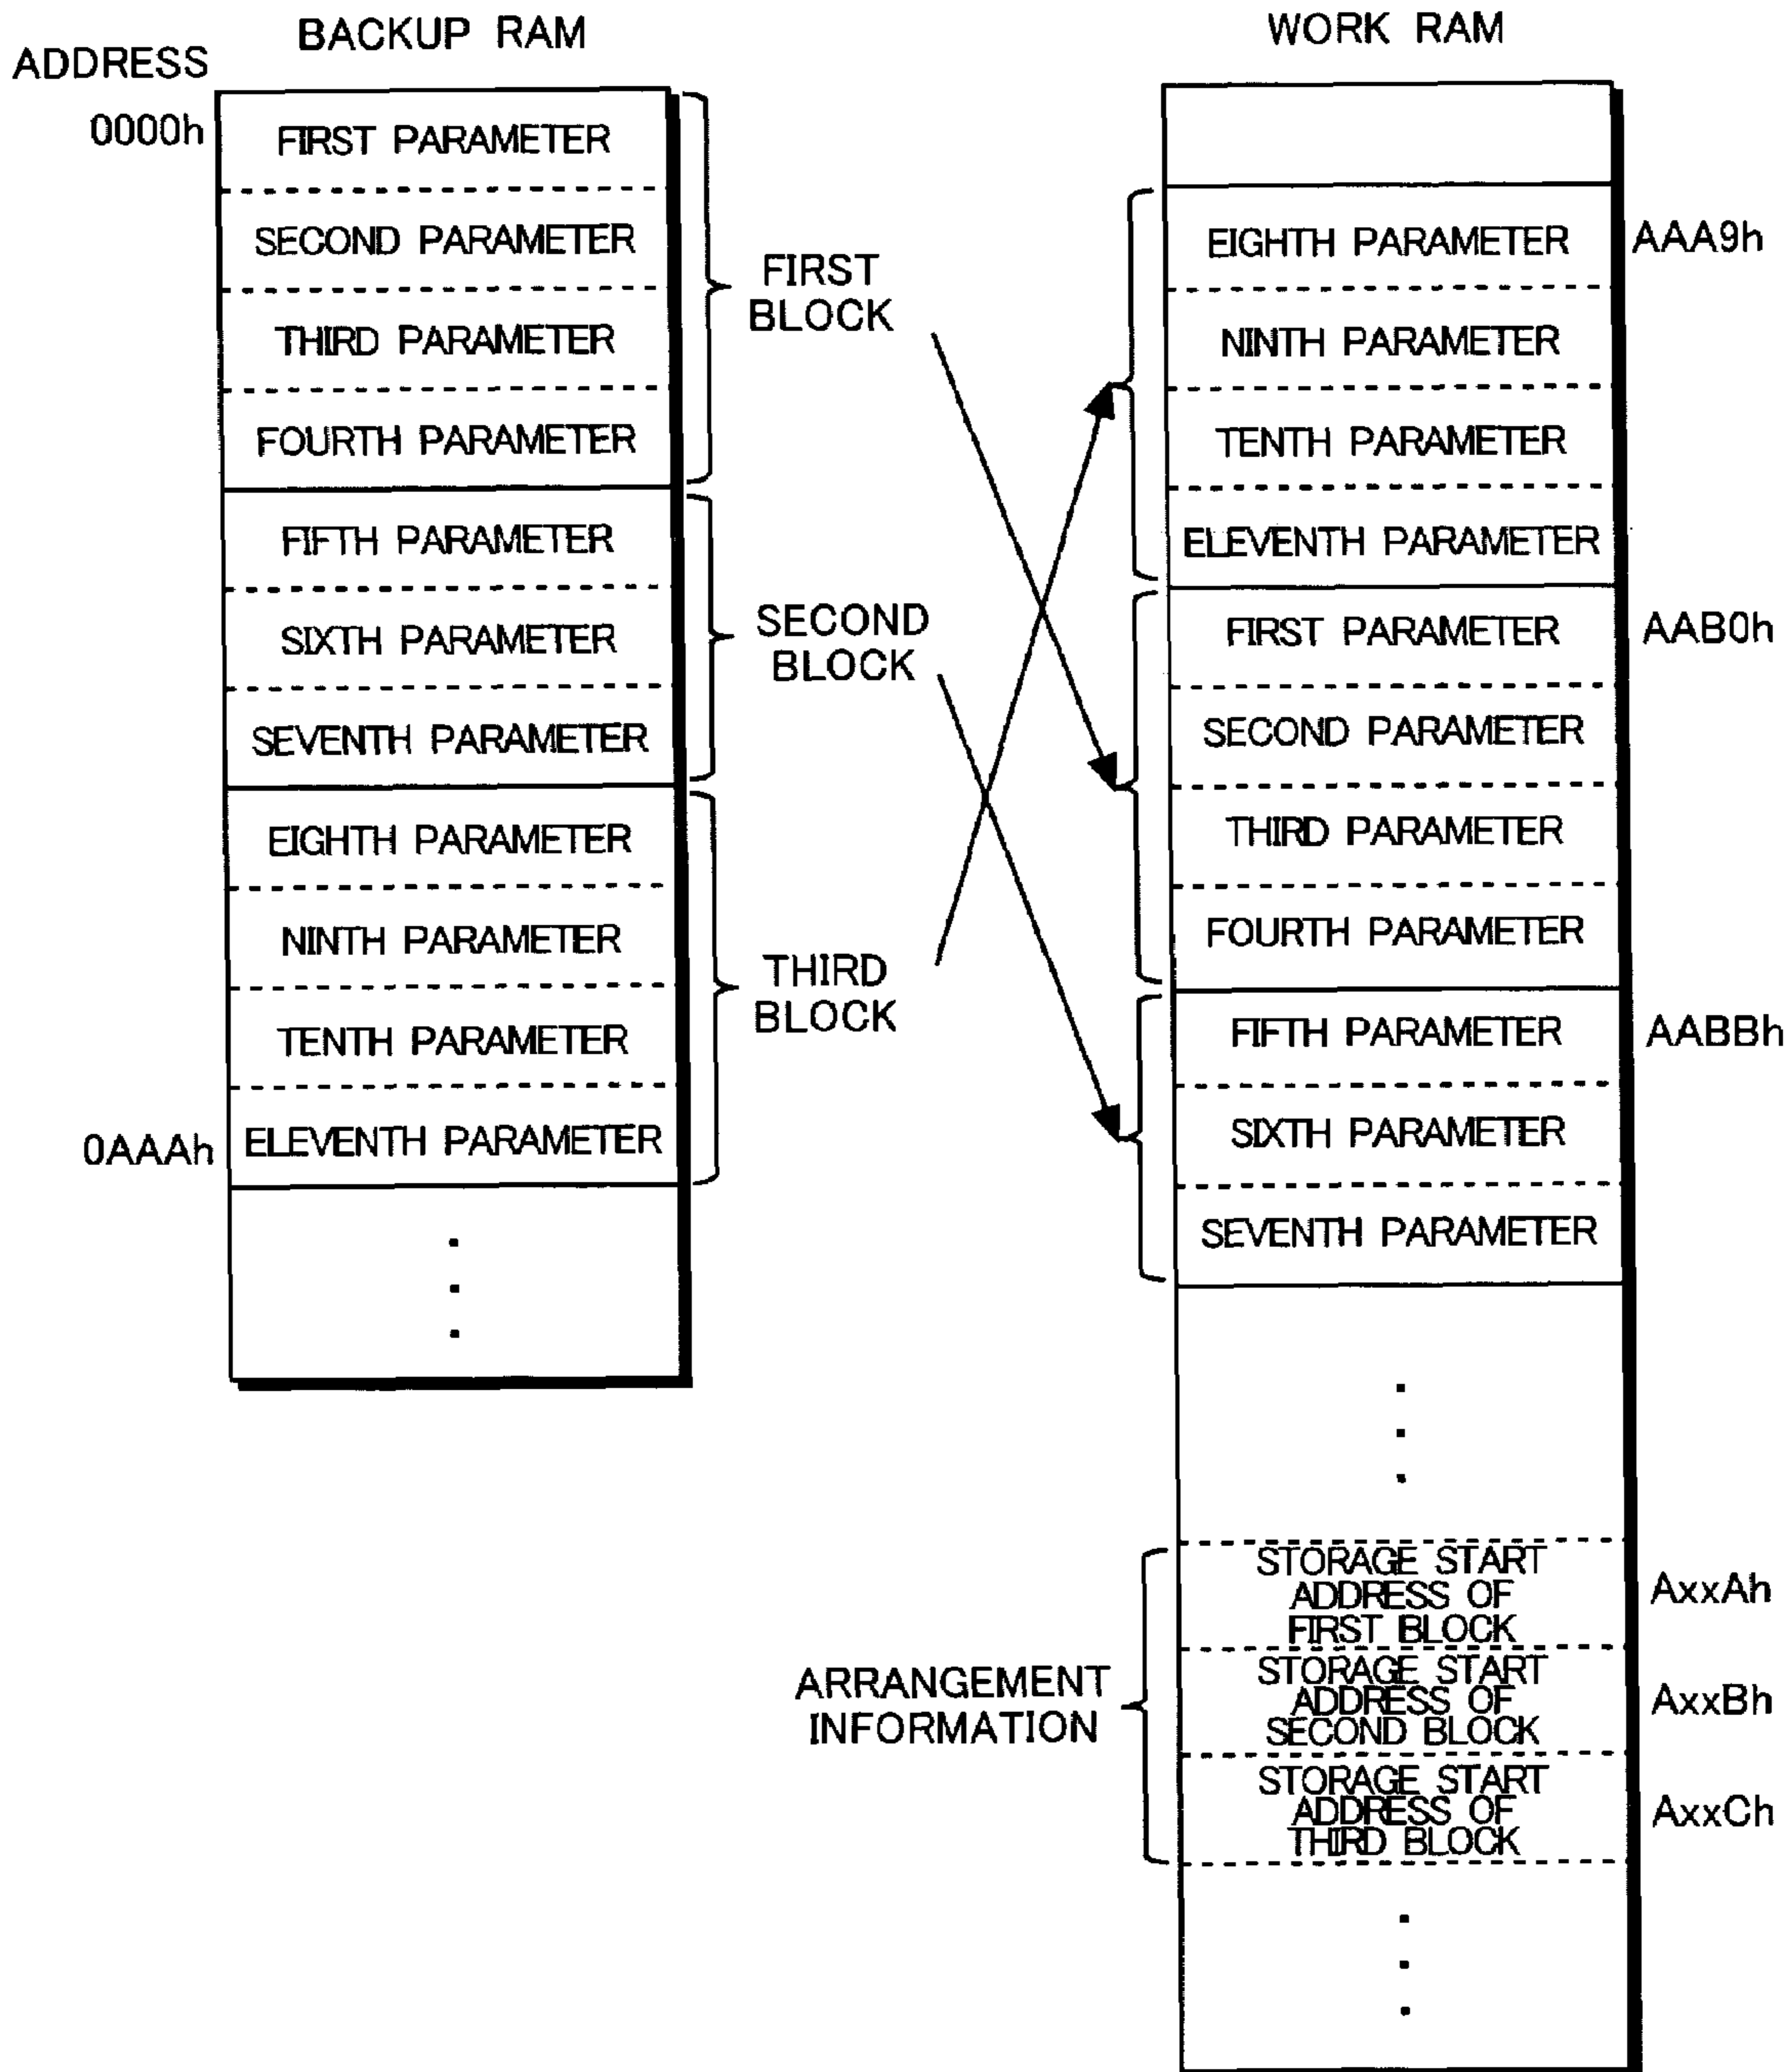 BACKUP RAM
ADDRESS
0000h
FIRST PARAMETER
SECOND PARAMETER
THIRD PARAMETER
FOURTH PARAMETER
FIFTH PARAMETER
SIXTH PARAMETER
SEVENTH PARAMETER
EIGHTH PARAMETER
NINTH PARAMETER
TENTH PARAMETER
0AAAh
ELEVENTH PARAMETER
FIRST
BLOCK
SECOND
BLOCK
THIRD
BLOCK
WORK RAM
EIGHTH PARAMETER
AAA9h
NINTH PARAMETER
TENTH PARAMETER
ELEVENTH PARAMETER
FIRST PARAMETER
AAB0h
SECOND PARAMETER
THIRD PARAMETER
FOURTH PARAMETER
FIFTH PARAMETER
AABBh
SIXTH PARAMETER
SEVENTH PARAMETER
ARRANGEMENT
INFORMATION
STORAGE START
ADDRESS OF
FIRST BLOCK
AxxAh
STORAGE START
ADDRESS OF
SECOND BLOCK
AxxBh
STORAGE START
ADDRESS OF
THIRD BLOCK
AxxCh